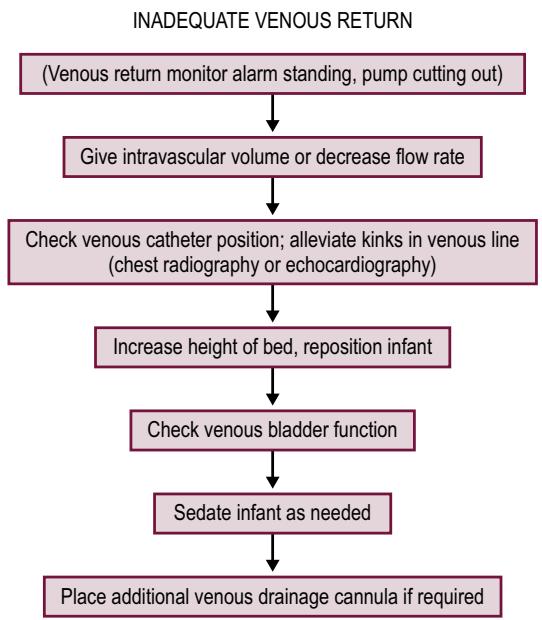 INADEQUATE VENOUS RETURN
(Venous return monitor alarm standing, pump cutting out)
Give intravascular volume or decrease flow rate
Check venous catheter position; alleviate kinks in venous line
(chest radiography or echocardiography)
Increase height of bed, reposition infant
Check venous bladder function
Sedate infant as needed
Place additional venous drainage cannula if required